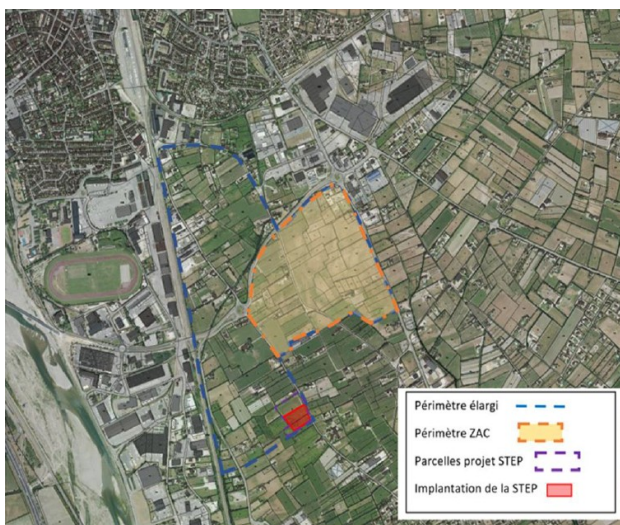 Périmètre élargi
Périmètre ZAC
Parcelles projet STEP
Implantation de la STEP